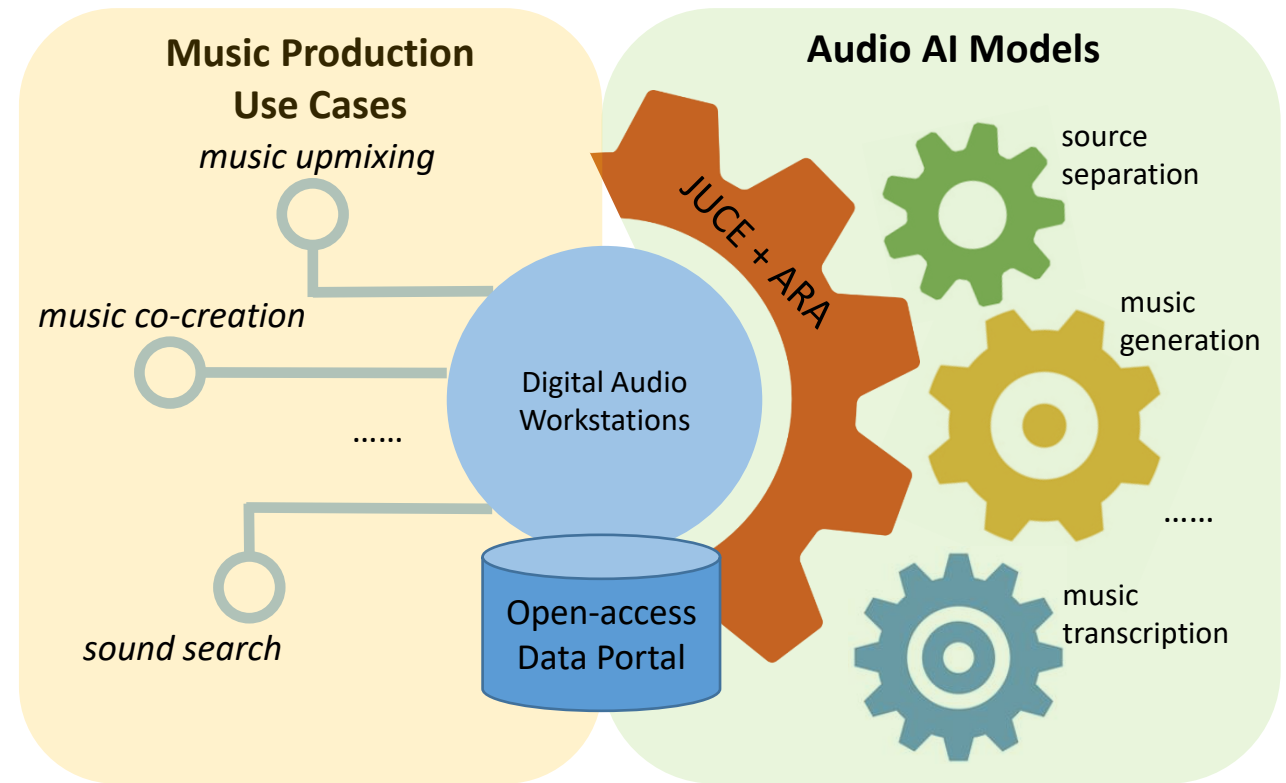 Music Production
Use Cases
music upmixing
music co-creation
……
sound search
Digital Audio
Workstations
Open-access
Data Portal
JUCE + ARA
Audio AI Models
source
separation
music
generation
……
music
transcription